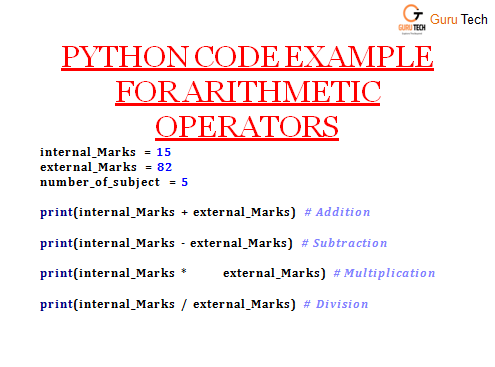 GURU TECH
Guru Tech
PYTHON CODE EXAMPLE
FOR ARITHMETIC
OPERATORS
internal_Marks = 15
external_Marks = 82
number_of_subject = 5
print(internal_Marks + external_Marks) # Addition
print(internal_Marks - external_Marks) # Subtraction
print(internal_Marks * external_Marks) # Multiplication
print(internal_Marks / external_Marks) # Division